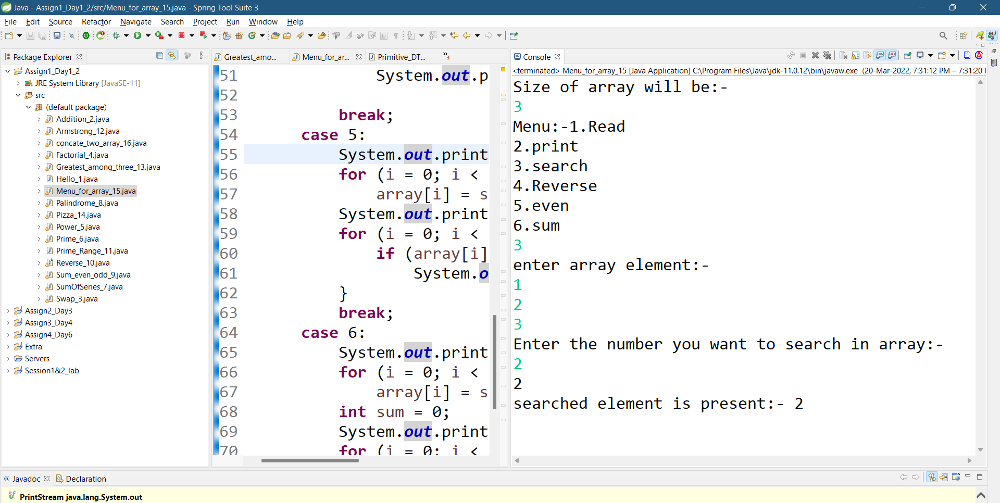 Java - Assign1_Day1_2/src/Menu_for_array_15.java - Spring Tool Suite 3
File Edit Source Refactor Navigate Search Project Run Window Help
Package Explorer
Assign1_Day1_2
JRE System Library [JavaSE-11]
src
(default package)
Addition_2.java
Armstrong_12.java
concate_two_array_16.java
Factorial_4.java
Greatest_among_three_13.java
Hello_1.java
Menu_for_array_15.java
Palindrome_8.java
Pizza_14.java
Power_5.java
Prime_6.java
Prime_Range_11.java
Reverse_10.java
Sum_even_odd_9.java
SumOfSeries_7.java
Swap_3.java
Assign2_Day3
Assign3_Day4
Assign4_Day6
Extra
Servers
Session1&2_lab
Greatest_amo... Menu_for_ar... Primitive_DT... »3
51 System.out.p
52
53 break;
54 case 5:
55 System.out.print
56 for (i = 0; i <
57 array[i] = s
58 System.out.print
59 for (i = 0; i <
60 if (array[i]
61 System.o
62 }
63 break;
64 case 6:
65 System.out.print
66 for (i = 0; i <
67 array[i] = s
68 int sum = 0;
69 System.out.print
70 for (i = 0; i <
Console
<terminated> Menu_for_array_15 [Java Application] C:\Program Files\Java\jdk-11.0.12\bin\javaw.exe (20-Mar-2022, 7:31:12 PM – 7:31:20
Size of array will be:-
3
Menu:-1.Read
2.print
3.search
4.Reverse
5.even
6.sum
3
enter array element:-
1
2
3
Enter the number you want to search in array:-
2
2
searched element is present:- 2
@ Javadoc Declaration
PrintStream java.lang.System.out